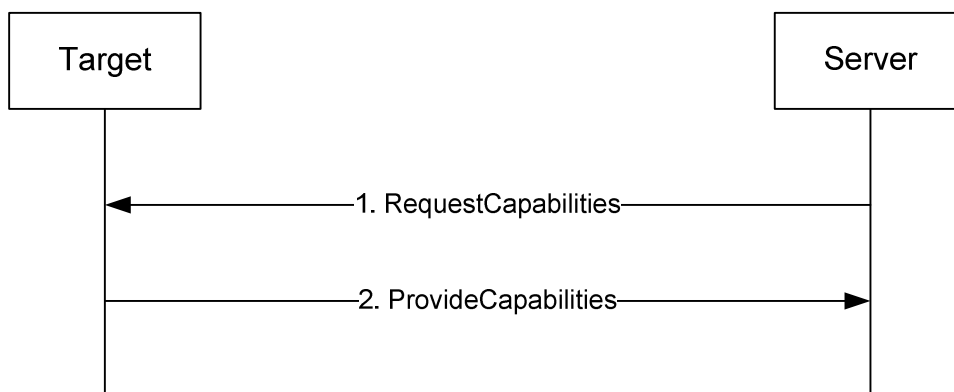 Target
Server
1. RequestCapabilities
2. ProvideCapabilities